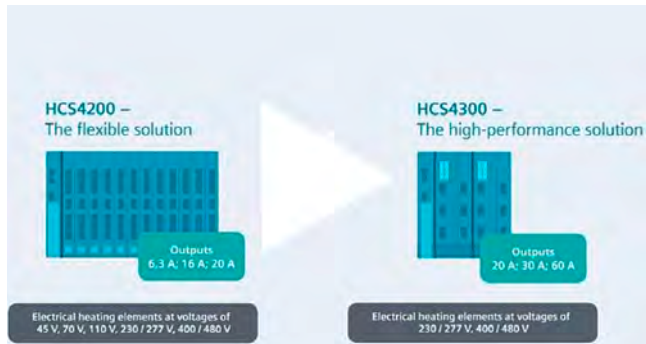 HCS4200 –
The flexible solution
Outputs
6,3 A; 16 A; 20 A
Electrical heating elements at voltages of
45 V, 70 V, 110 V, 230 / 277 V, 400 / 480 V
HCS4300 –
The high-performance solution
Outputs
20 A; 30 A; 60 A
Electrical heating elements at voltages of
230 / 277 V, 400 / 480 V